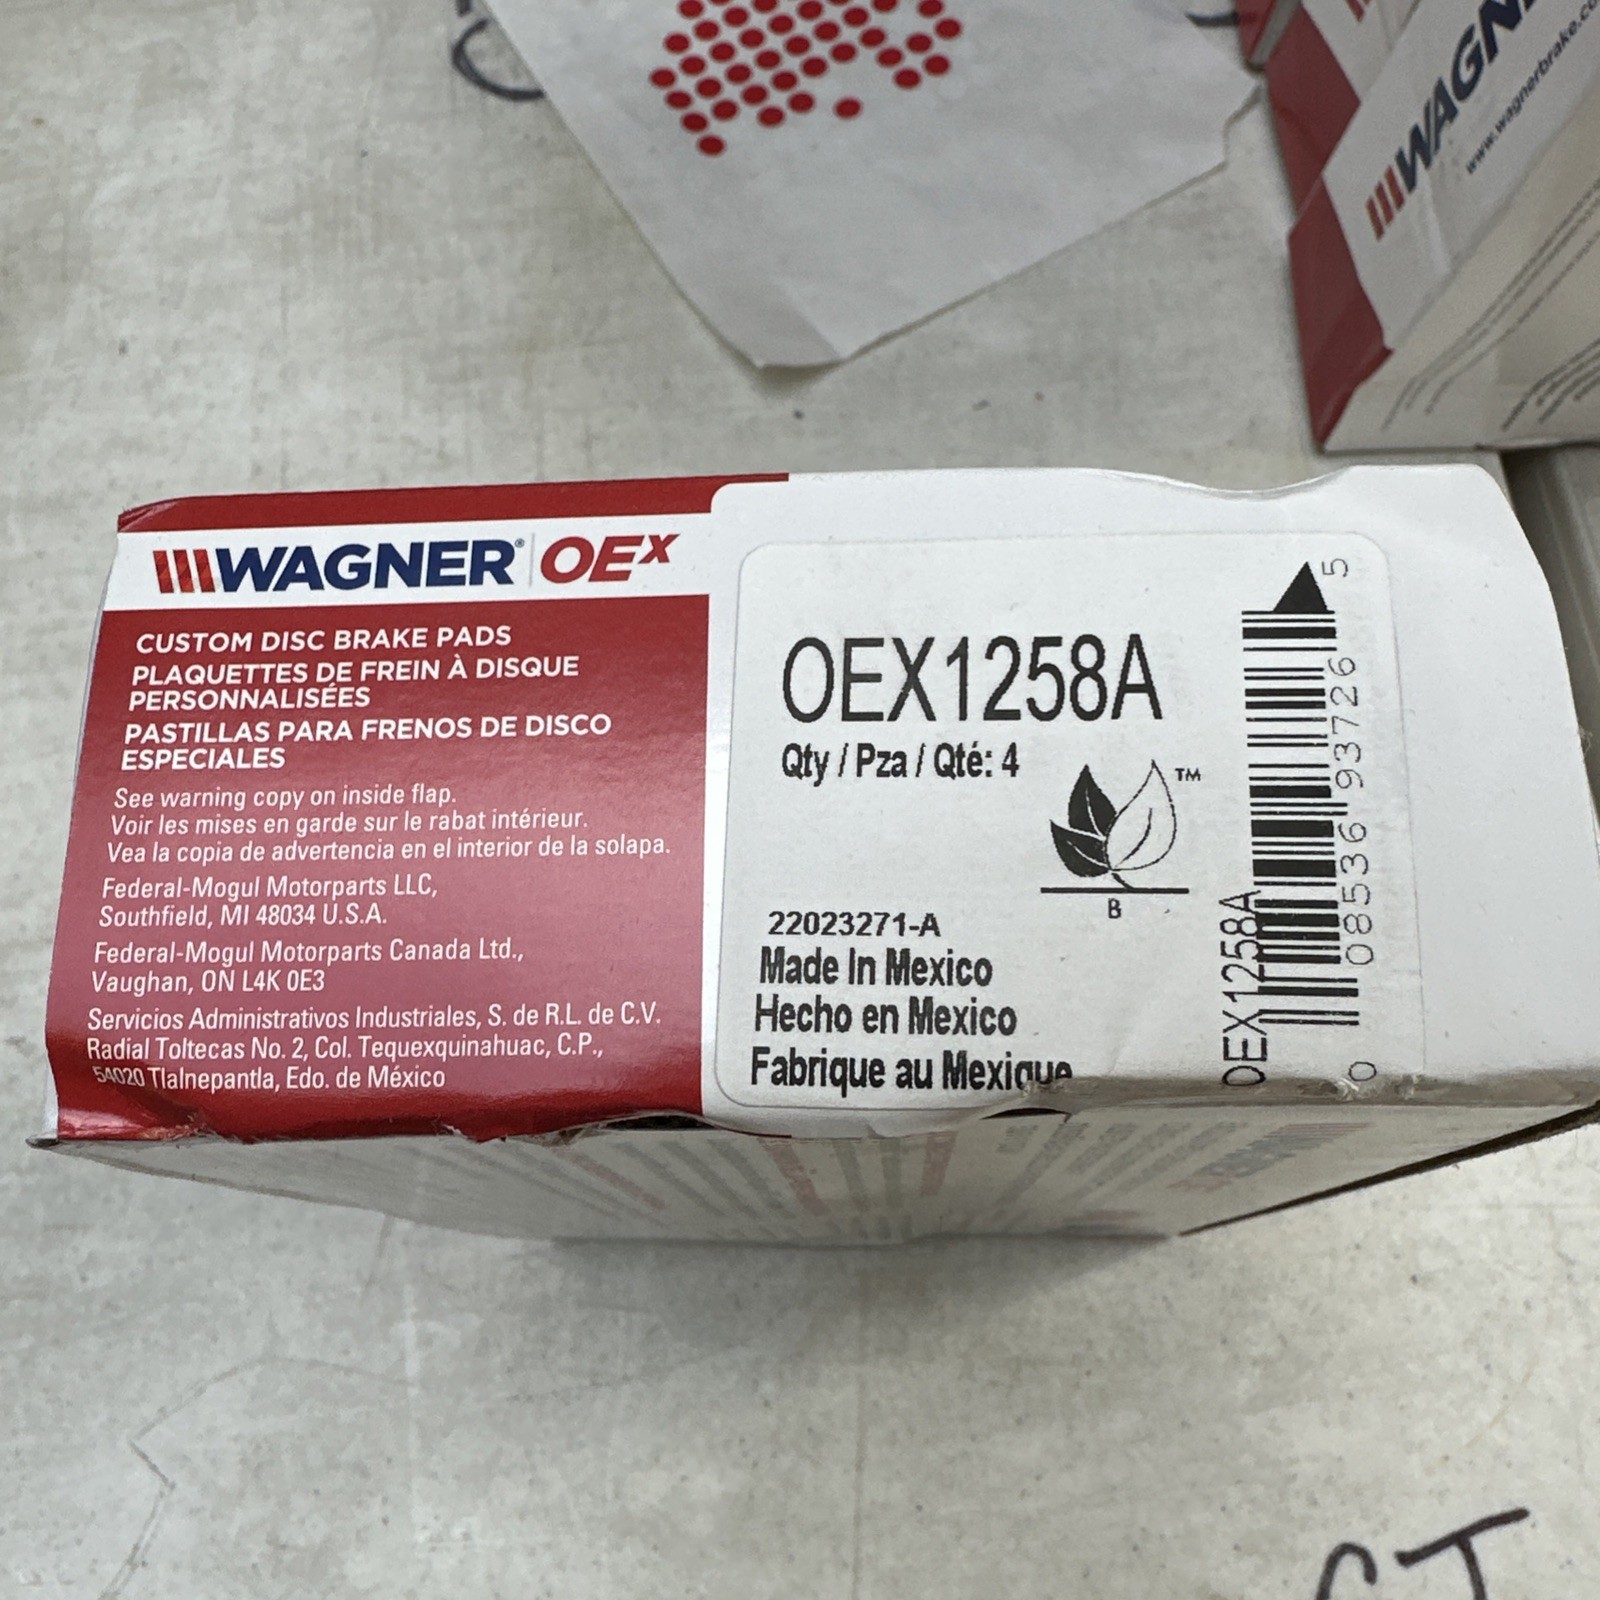 WAGN
www.wagnerbrake.co
WAGNER® OEX
CUSTOM DISC BRAKE PADS
PLAQUETTES DE FREIN À DISQUE
PERSONNALISÉES
PASTILLAS PARA FRENOS DE DISCO
ESPECIALES
See warning copy on inside flap.
Voir les mises en garde sur le rabat intérieur.
Vea la copia de advertencia en el interior de la solapa.
Federal-Mogul Motorparts LLC,
Southfield, MI 48034 U.S.A.
Federal-Mogul Motorparts Canada Ltd.,
Vaughan, ON L4K 0E3
Servicios Administrativos Industriales, S. de R.L. de C.V.
Radial Toltecas No. 2, Col. Tequexquinahuac, C.P.,
54020 Tlalnepantla, Edo. de México
OEX1258A
Qty / Pza / Qté: 4
TM
B
22023271-A
Made In Mexico
Hecho en Mexico
Fabrique au Mexique
OEX1258A
0 08536 93726 5
CT